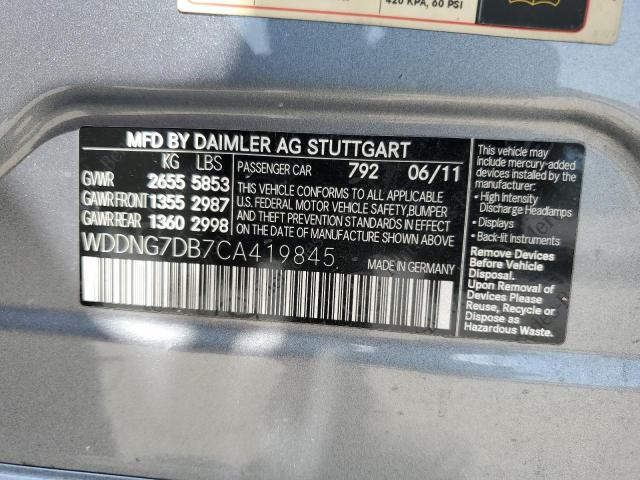 420 KPA, 60 PSI
MFD BY DAIMLER AG STUTTGART
KG LBS
GVWR 2655 5853
GAWR FRONT 1355 2987
GAWR REAR 1360 2998
PASSENGER CAR 792 06/11
THIS VEHICLE CONFORMS TO ALL APPLICABLE
U.S. FEDERAL MOTOR VEHICLE SAFETY, BUMPER
AND THEFT PREVENTION STANDARDS IN EFFECT
ON THE DATE OF MANUFACTURE SHOWN ABOVE.
WDDNG7DB7CA419845
MADE IN GERMANY
This vehicle may
include mercury-added
devices installed by
the manufacturer:
- High Intensity
Discharge Headlamps
- Displays
- Back-lit Instruments
Remove Devices
Before Vehicle
Disposal.
Upon Removal of
Devices Please
Reuse, Recycle or
Dispose as
Hazardous Waste.